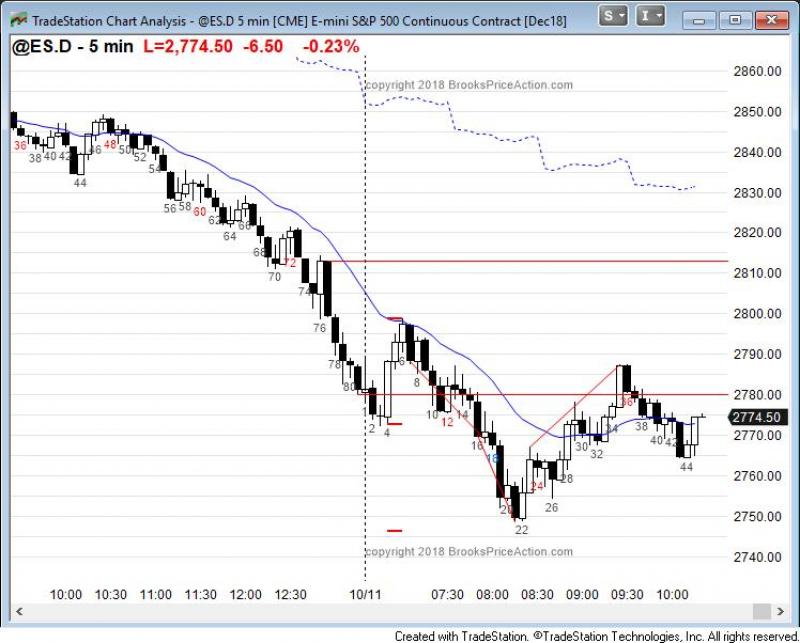 TradeStation Chart Analysis - @ES.D 5 min [CME] E-mini S&P 500 Continuous Contract [Dec18]
S I
@ES.D - 5 min L=2,774.50 -6.50 -0.23%
copyright 2018 BrooksPriceAction.com
2860.00
2850.00
2840.00
2830.00
2820.00
2810.00
2800.00
2790.00
2780.00
2774.50
2770.00
2760.00
2750.00
2740.00
36 38 40 42 44 46 48 50 52 54 56 58 60 62 64 66 68 70 72 74 76 78 80
2 4 6 8 10 12 14 16 18 20 22 24 26 28 30 32 34 36 38 40 42 44
copyright 2018 BrooksPriceAction.com
10:00 10:30 11:00 11:30 12:00 12:30 10/11 07:30 08:00 08:30 09:00 09:30 10:00
Created with TradeStation. ©TradeStation Technologies, Inc. All rights reserved.